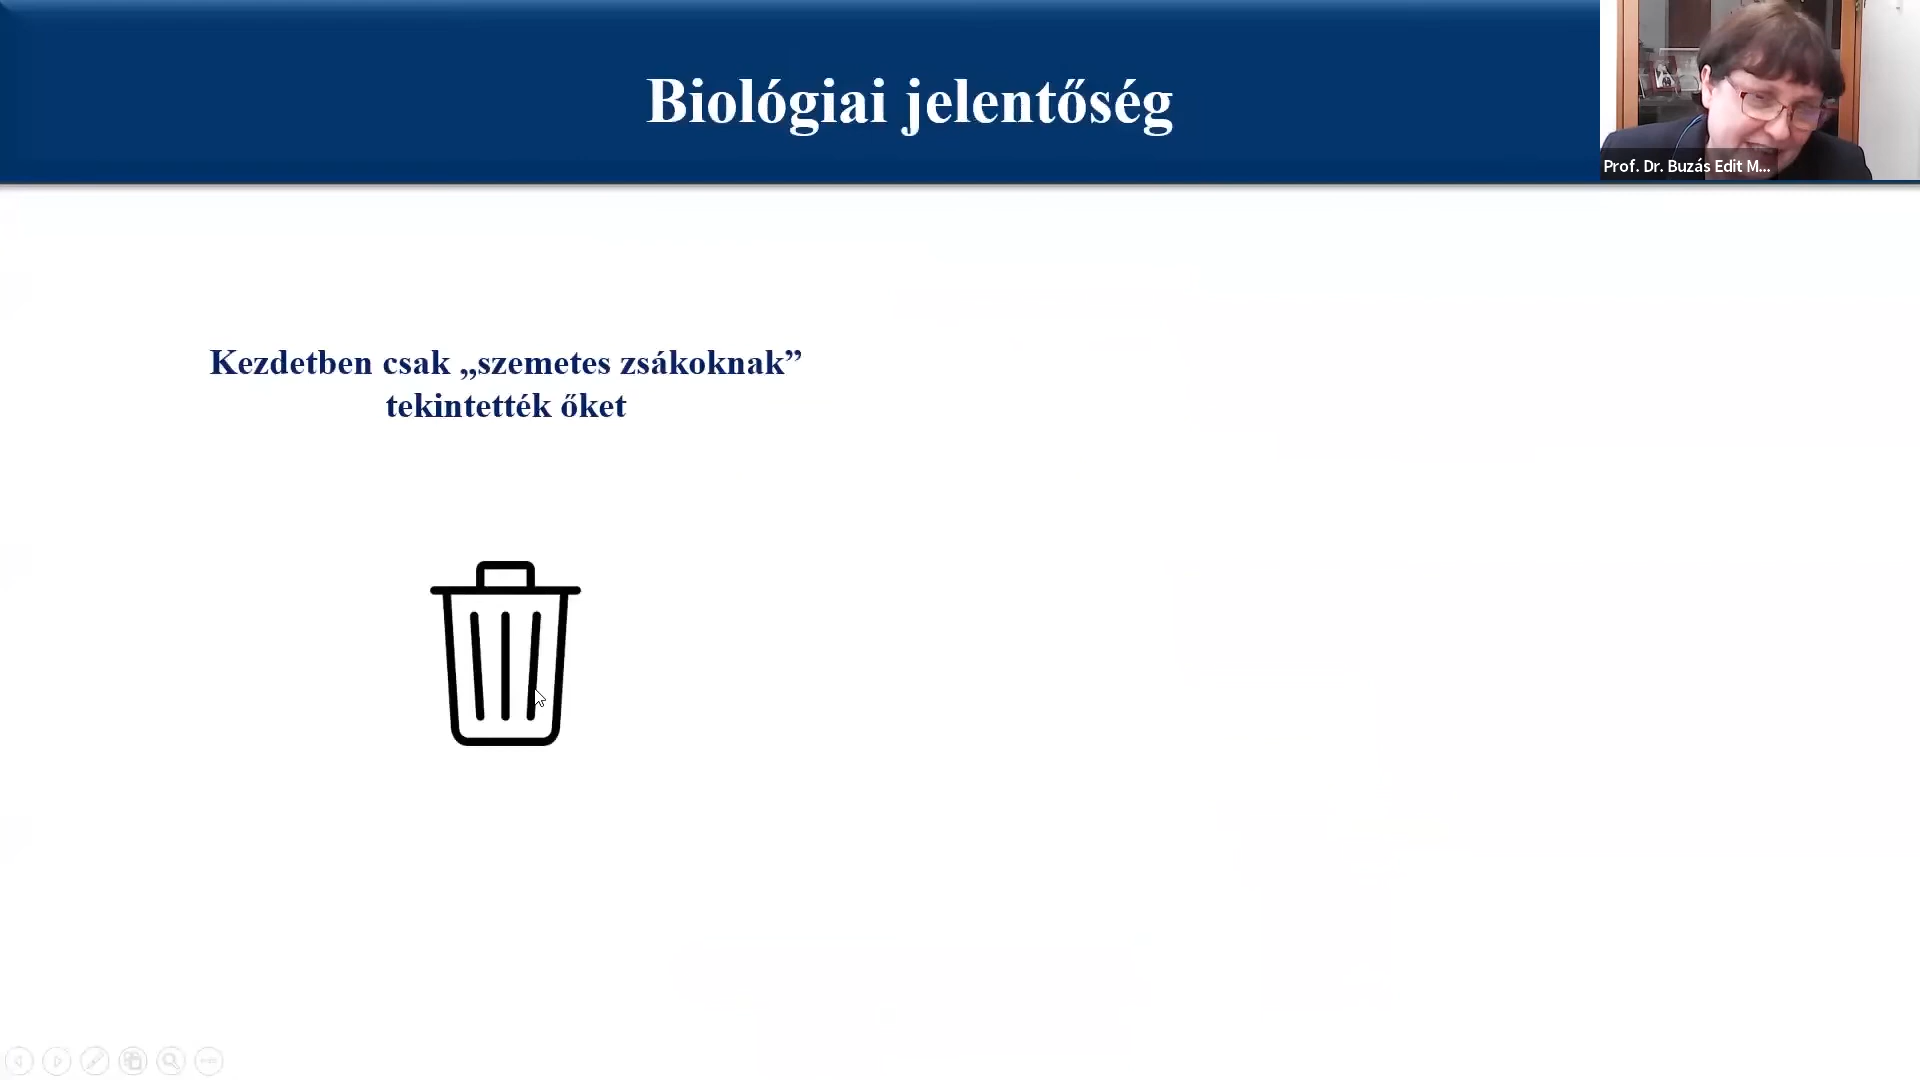 Biológiai jelentőség
Prof. Dr. Buzás Edit M...
Kezdetben csak „szemetes zsákoknak”
tekintették őket